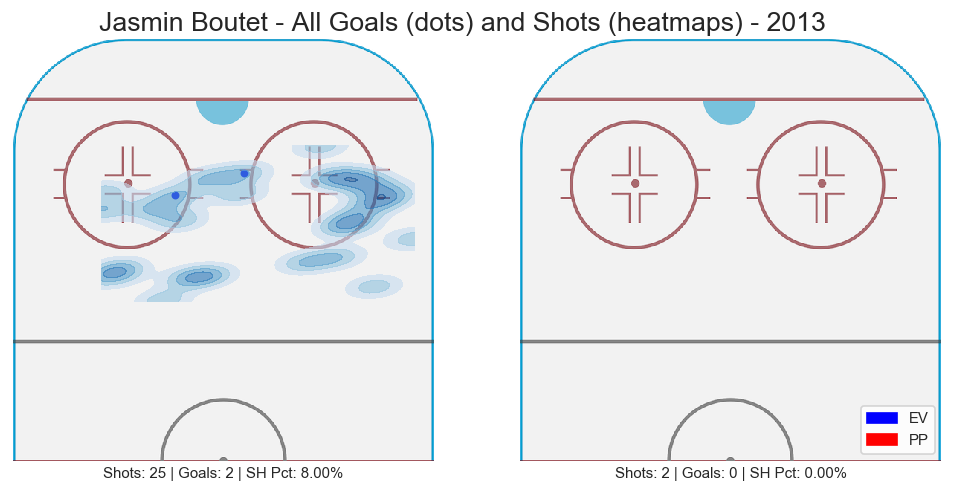 Jasmin Boutet - All Goals (dots) and Shots (heatmaps) - 2013
EV
PP
Shots: 25 | Goals: 2 | SH Pct: 8.00%
Shots: 2 | Goals: 0 | SH Pct: 0.00%